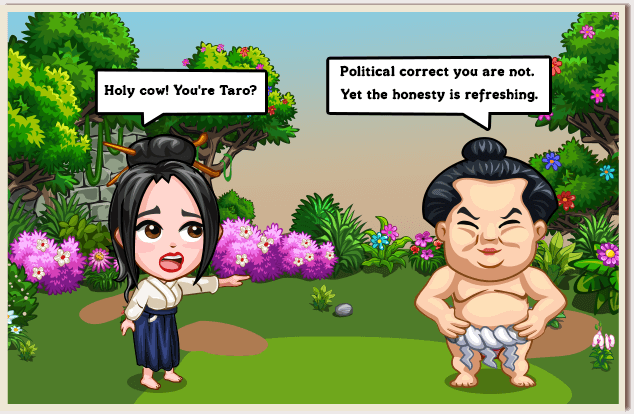 Holy cow! You're Taro?
Political correct you are not.
Yet the honesty is refreshing.